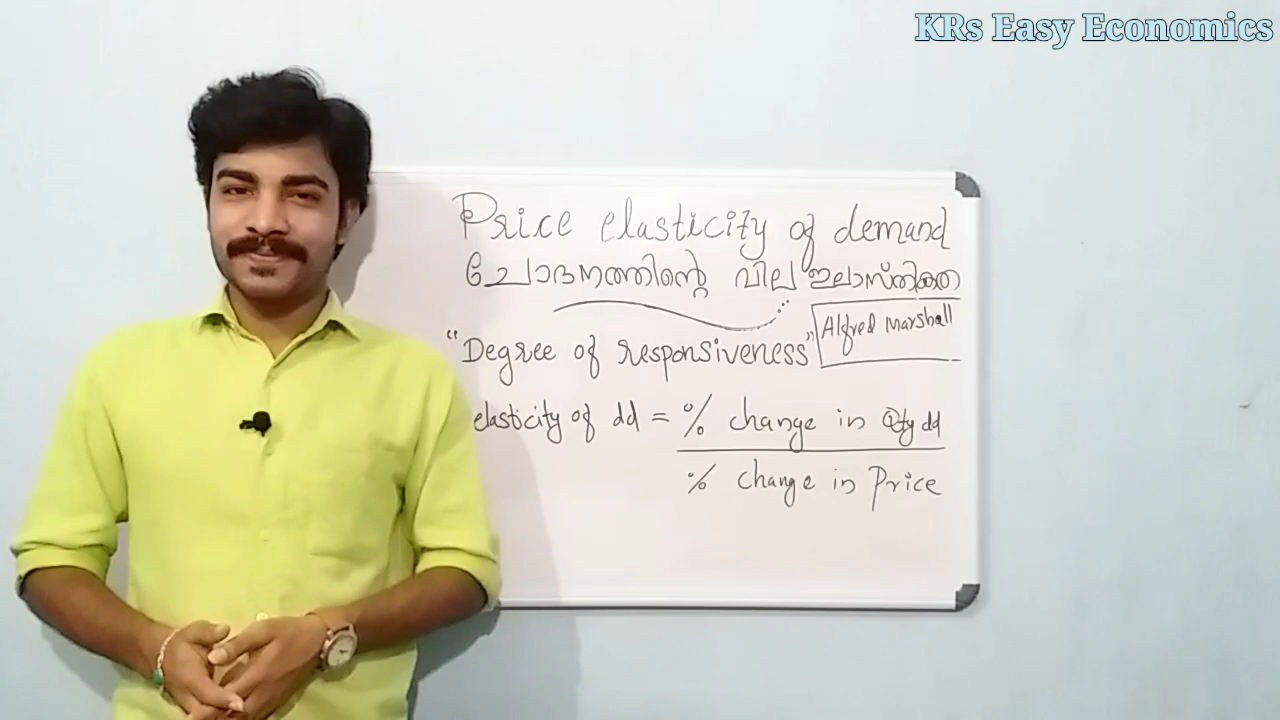 KRs Easy Economics
Price elasticity of demand
ചോദനത്തിന്റെ വില ഇലാസ്തികത
Alfred Marshall
"Degree of responsiveness"
elasticity of dd = % change in Qty dd
% change in Price